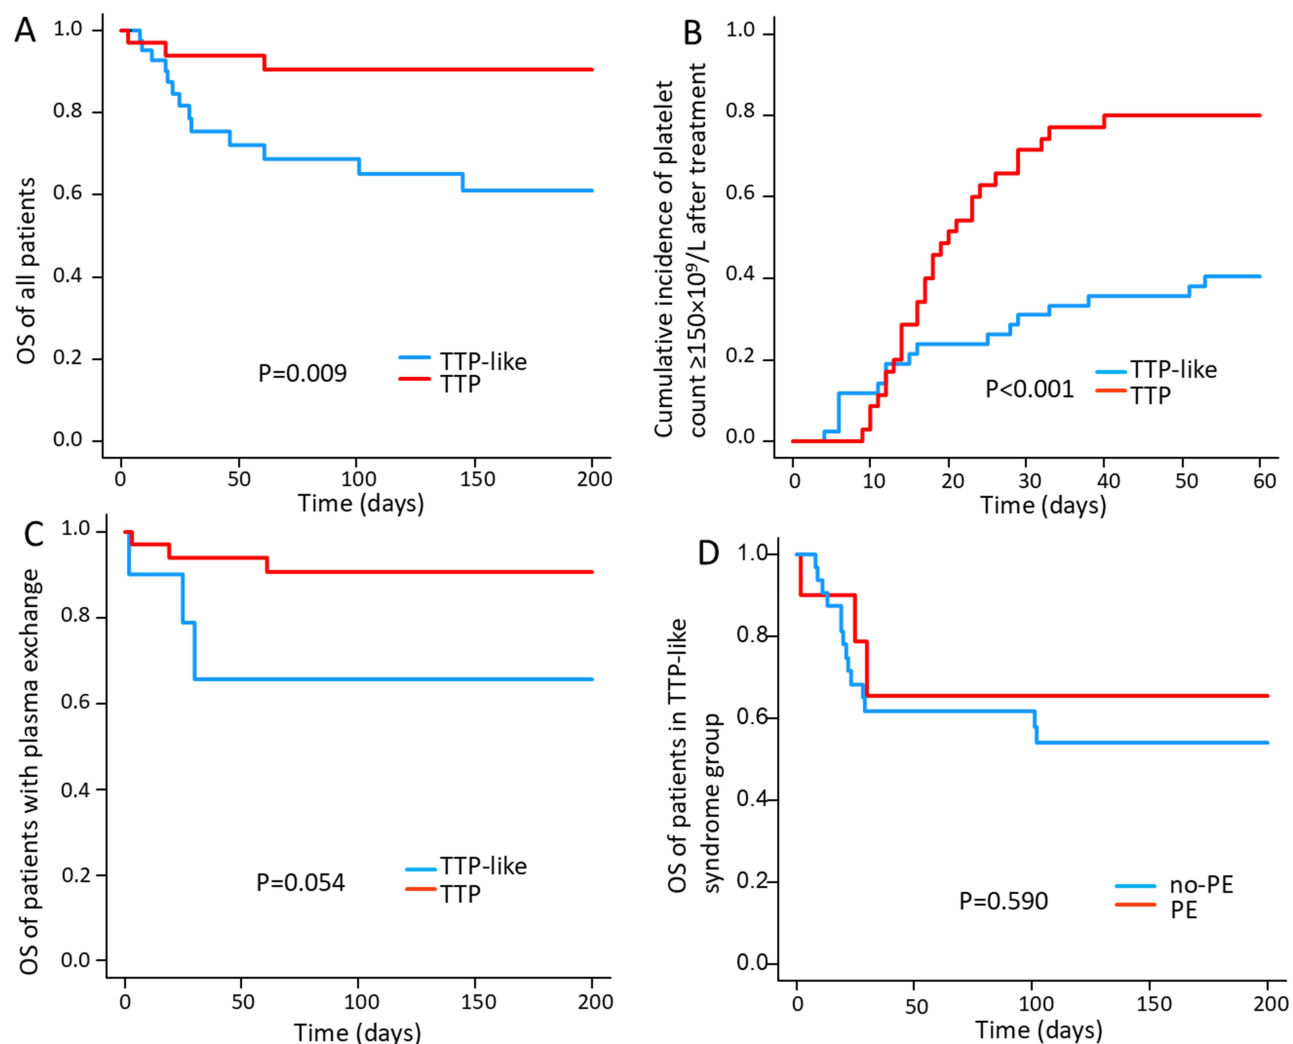 A
OS of all patients
1.0
0.8
0.6
0.4
0.2
0.0
P=0.009
TTP-like
TTP
0 50 100 150 200
Time (days)
B
Cumulative incidence of platelet
count ≥150×10⁹/L after treatment
1.0
0.8
0.6
0.4
0.2
0.0
P<0.001
TTP-like
TTP
0 10 20 30 40 50 60
Time (days)
C
OS of patients with plasma exchange
1.0
0.8
0.6
0.4
0.2
0.0
P=0.054
TTP-like
TTP
0 50 100 150 200
Time (days)
D
OS of patients in TTP-like
syndrome group
1.0
0.8
0.6
0.4
0.2
0.0
P=0.590
no-PE
PE
0 50 100 150 200
Time (days)